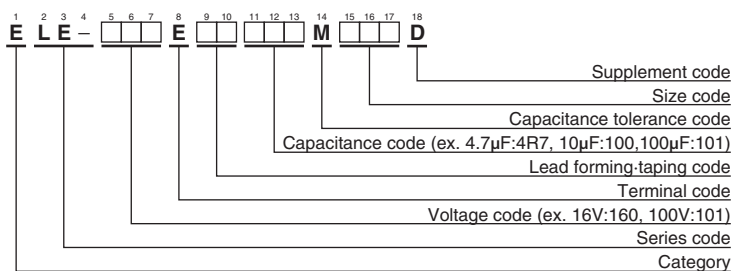 1 2 3 4 5 6 7 8 9 10 11 12 13 14 15 16 17 18
E L E – □□□ E □□ □□□ M □□□ D
Supplement code
Size code
Capacitance tolerance code
Capacitance code (ex. 4.7µF:4R7, 10µF:100,100µF:101)
Lead forming·taping code
Terminal code
Voltage code (ex. 16V:160, 100V:101)
Series code
Category